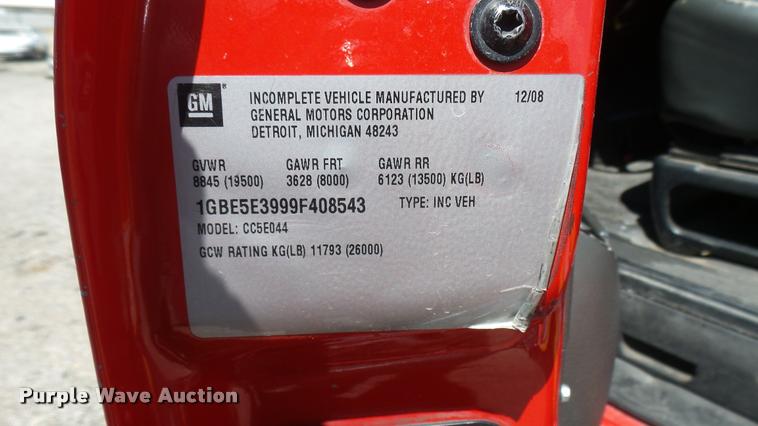 GM ® INCOMPLETE VEHICLE MANUFACTURED BY 12/08
GENERAL MOTORS CORPORATION
DETROIT, MICHIGAN 48243
GVWR GAWR FRT GAWR RR
8845 (19500) 3628 (8000) 6123 (13500) KG(LB)
1GBE5E3999F408543 TYPE: INC VEH
MODEL: CC5E044
GCW RATING KG(LB) 11793 (26000)
Purple Wave Auction